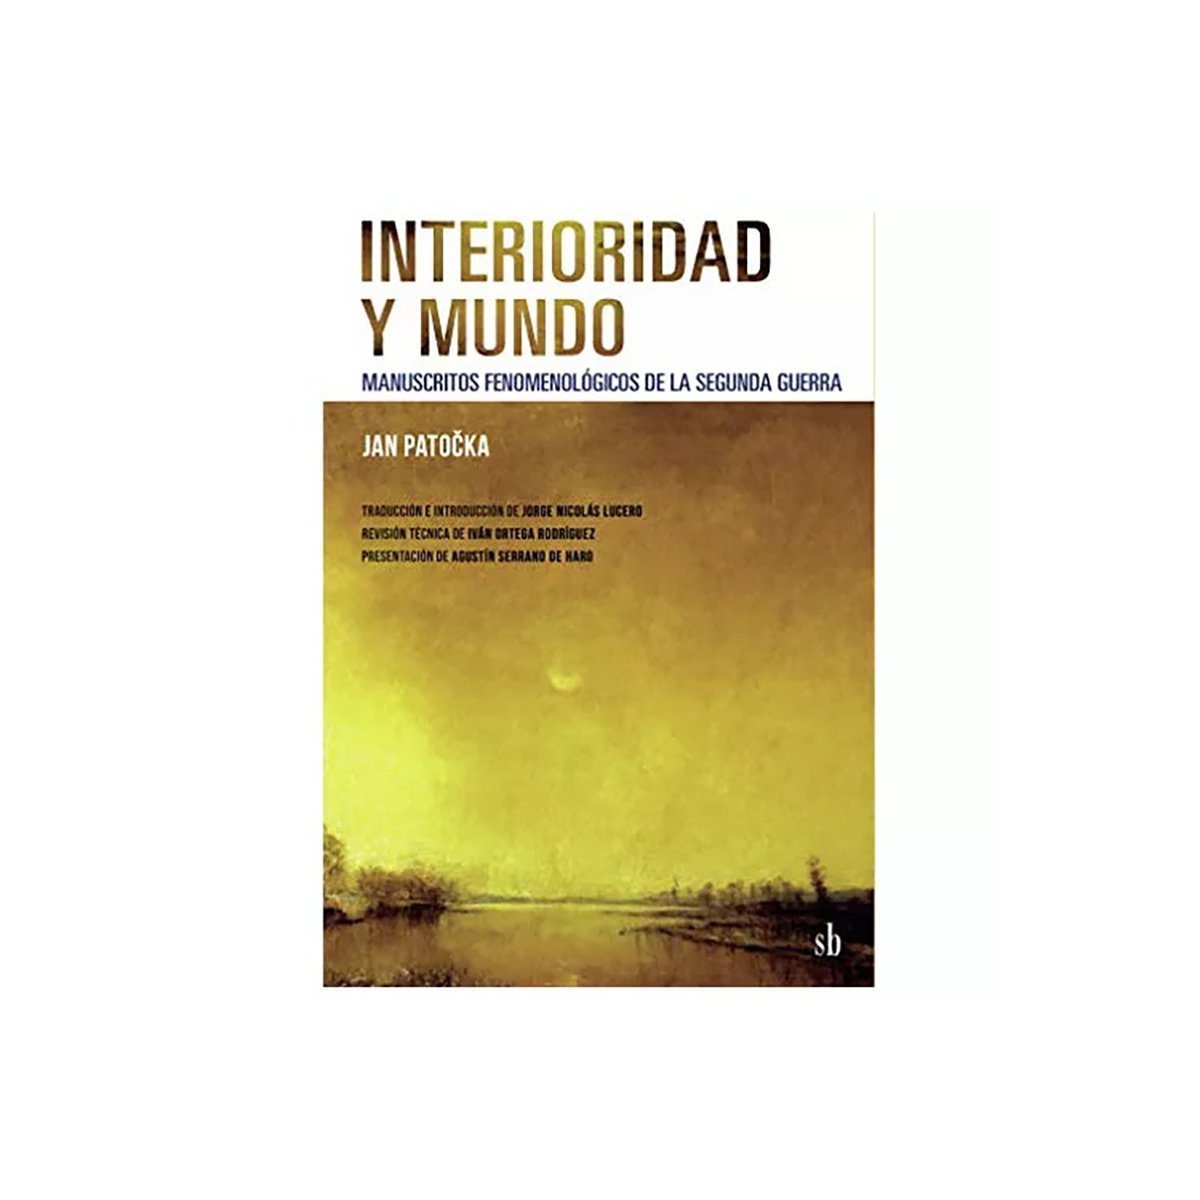 INTERIORIDAD
Y MUNDO
MANUSCRITOS FENOMENOLÓGICOS DE LA SEGUNDA GUERRA
JAN PATOČKA
TRADUCCIÓN E INTRODUCCIÓN DE JORGE NICOLÁS LUCERO
REVISIÓN TÉCNICA DE IVÁN ORTEGA RODRÍGUEZ
PRESENTACIÓN DE AGUSTÍN SERRANO DE HARO
sb